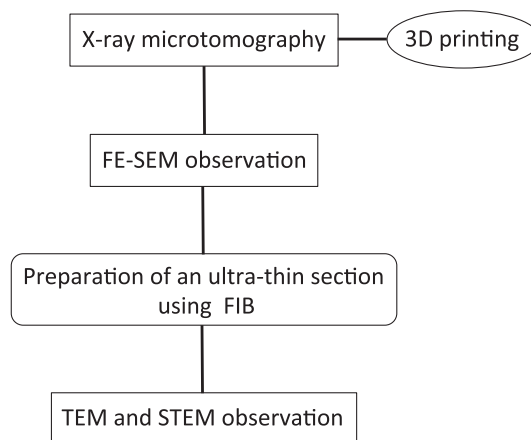 X-ray microtomography
3D printing
FE-SEM observation
Preparation of an ultra-thin section
using FIB
TEM and STEM observation